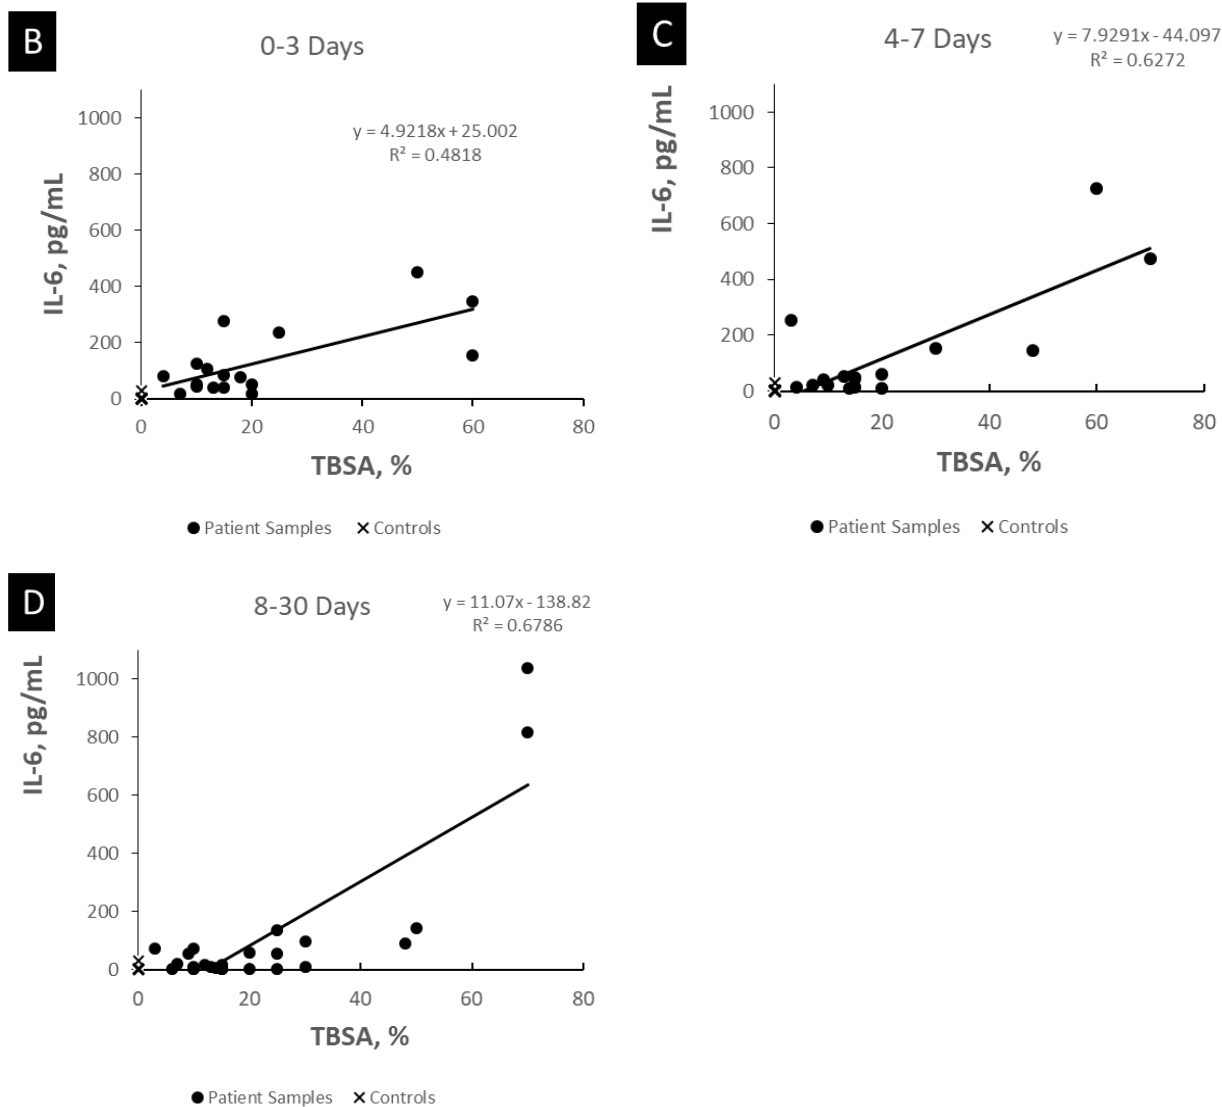 B
0-3 Days
y = 4.9218x + 25.002
R² = 0.4818
IL-6, pg/mL
1000
800
600
400
200
0
0 20 40 60 80
TBSA, %
Patient Samples Controls
C
4-7 Days
y = 7.9291x - 44.097
R² = 0.6272
IL-6, pg/mL
1000
800
600
400
200
0
0 20 40 60 80
TBSA, %
Patient Samples Controls
D
8-30 Days
y = 11.07x - 138.82
R² = 0.6786
IL-6, pg/mL
1000
800
600
400
200
0
0 20 40 60 80
TBSA, %
Patient Samples Controls